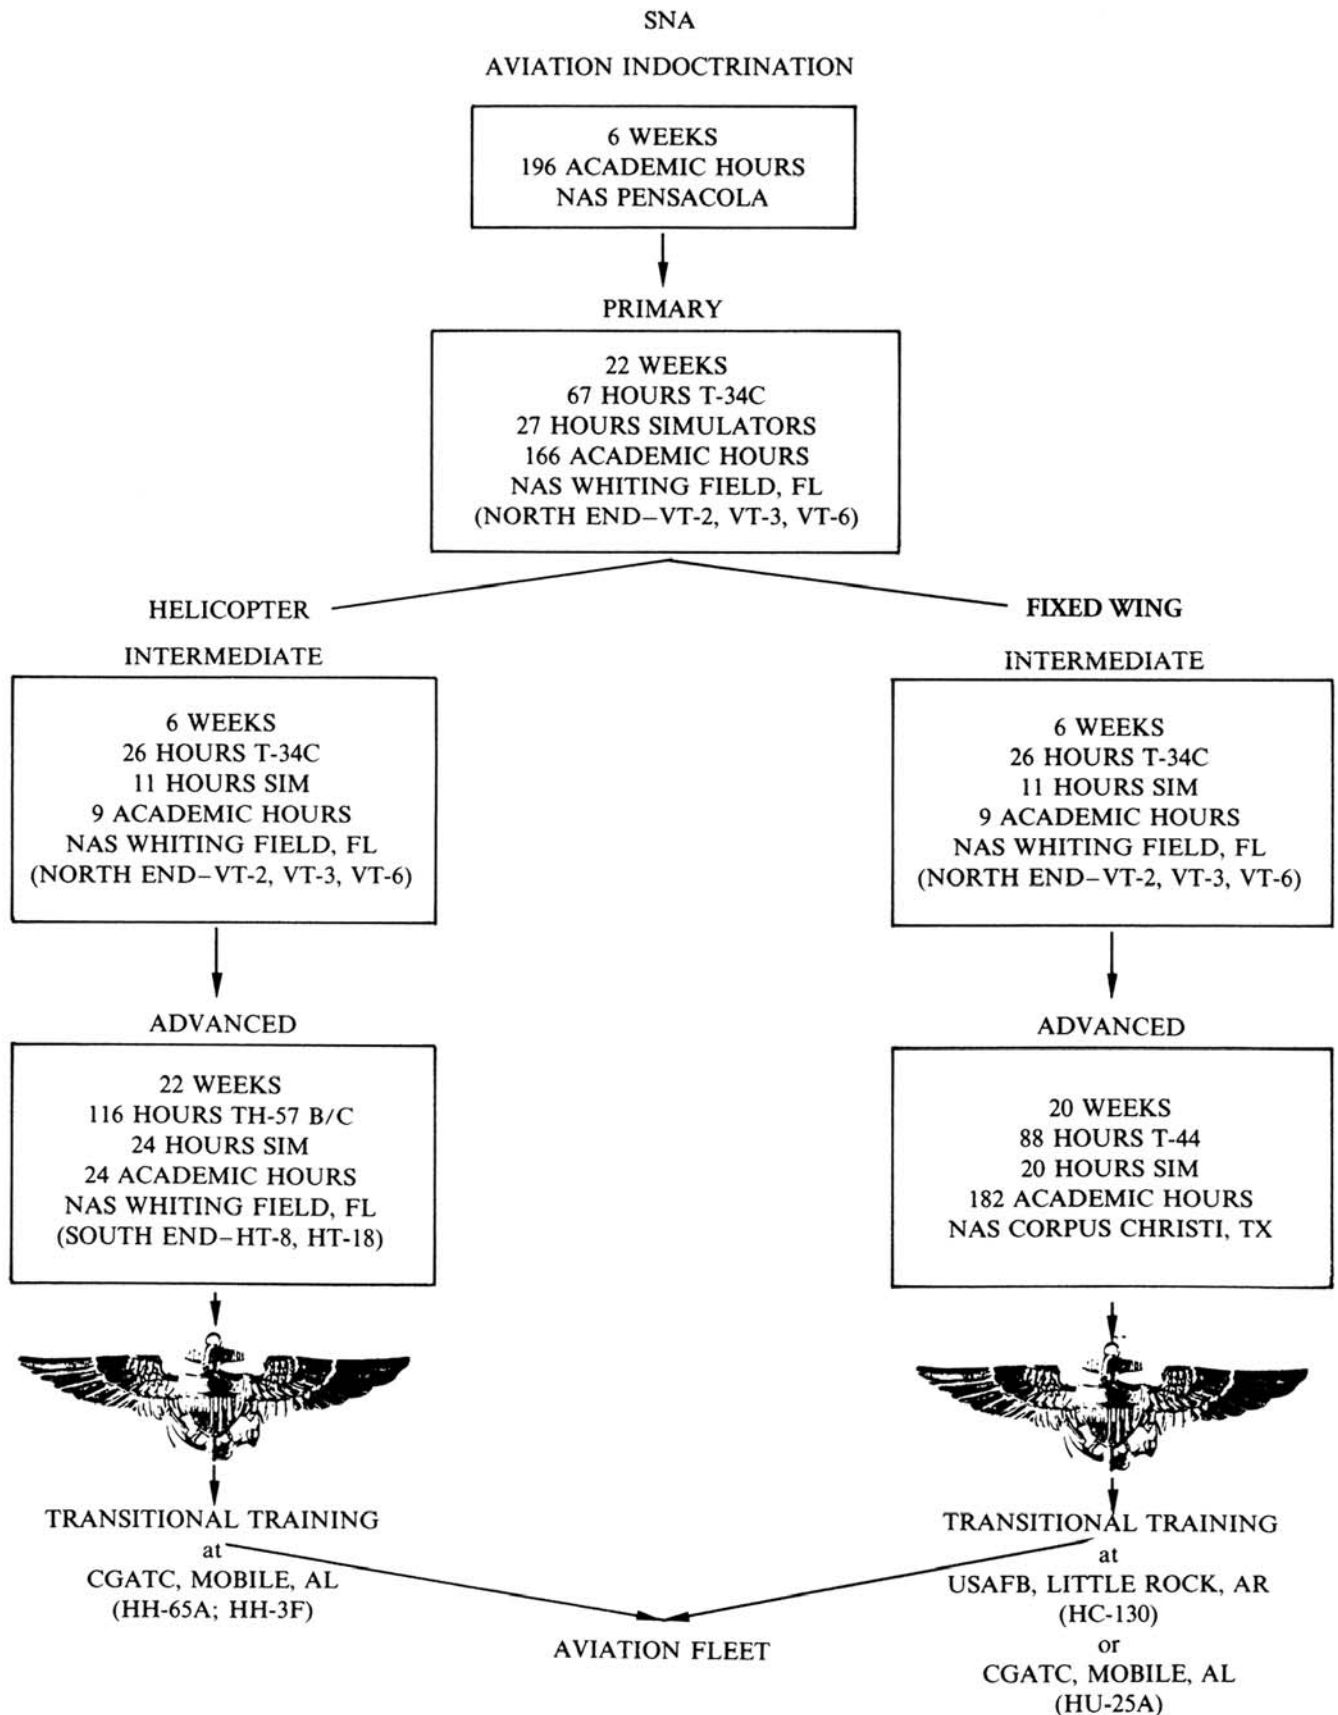 SNA
AVIATION INDOCTRINATION
6 WEEKS
196 ACADEMIC HOURS
NAS PENSACOLA
PRIMARY
22 WEEKS
67 HOURS T-34C
27 HOURS SIMULATORS
166 ACADEMIC HOURS
NAS WHITING FIELD, FL
(NORTH END–VT-2, VT-3, VT-6)
HELICOPTER
INTERMEDIATE
6 WEEKS
26 HOURS T-34C
11 HOURS SIM
9 ACADEMIC HOURS
NAS WHITING FIELD, FL
(NORTH END–VT-2, VT-3, VT-6)
ADVANCED
22 WEEKS
116 HOURS TH-57 B/C
24 HOURS SIM
24 ACADEMIC HOURS
NAS WHITING FIELD, FL
(SOUTH END–HT-8, HT-18)
TRANSITIONAL TRAINING
at
CGATC, MOBILE, AL
(HH-65A; HH-3F)
FIXED WING
INTERMEDIATE
6 WEEKS
26 HOURS T-34C
11 HOURS SIM
9 ACADEMIC HOURS
NAS WHITING FIELD, FL
(NORTH END–VT-2, VT-3, VT-6)
ADVANCED
20 WEEKS
88 HOURS T-44
20 HOURS SIM
182 ACADEMIC HOURS
NAS CORPUS CHRISTI, TX
TRANSITIONAL TRAINING
at
USAFB, LITTLE ROCK, AR
(HC-130)
or
CGATC, MOBILE, AL
(HU-25A)
AVIATION FLEET